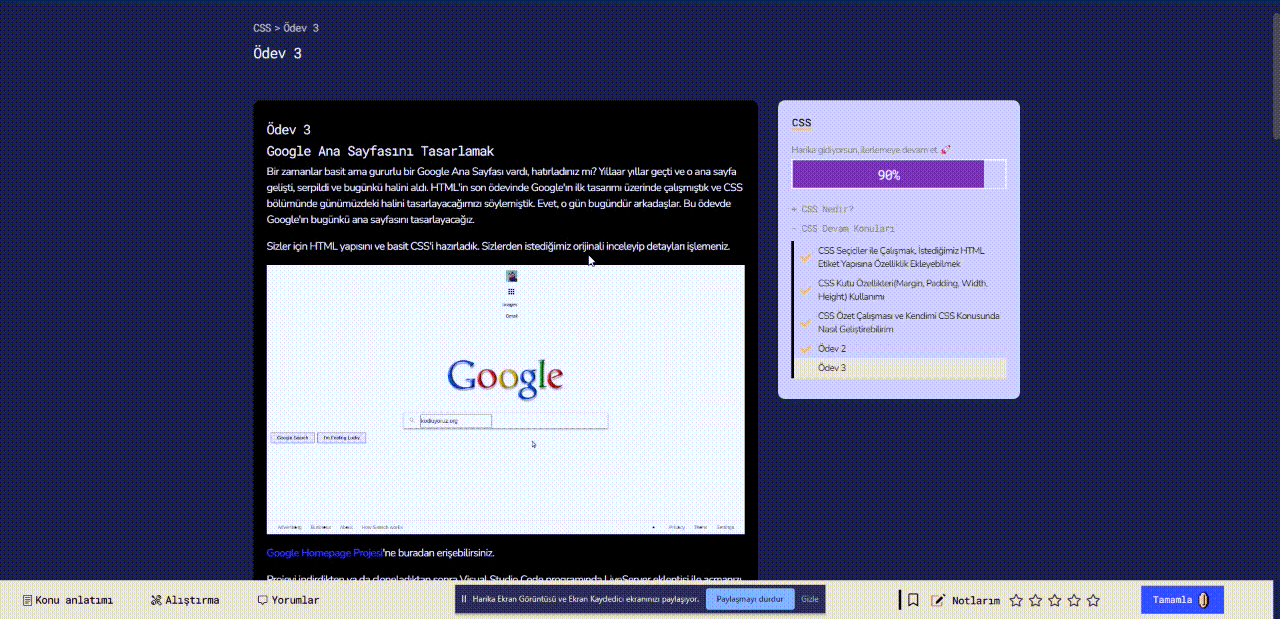 CSS > Ödev 3
Ödev 3
Ödev 3
Google Ana Sayfasını Tasarlamak
Bir zamanlar basit ama gururlu bir Google Ana Sayfası vardı, hatırladınız mı? Yıllaar yıllar geçti ve o ana sayfa
gelişti, serpildi ve bugünkü halini aldı. HTML'in son ödevinde Google'ın ilk tasarımı üzerinde çalışmıştık ve CSS
bölümünde günümüzdeki halini tasarlayacağımızı söylemiştik. Evet, o gün bugündür arkadaşlar. Bu ödevde
Google'ın bugünkü ana sayfasını tasarlayacağız.
Sizler için HTML yapısını ve basit CSS'i hazırladık. Sizlerden istediğimiz orijinali inceleyip detayları işlemeniz.
Images
Gmail
Google
kodluyoruz.org
Google Search
I'm Feeling Lucky
Advertising Business About How Search works
Privacy Terms Settings
Google Homepage Projesi'ne buradan erişebilirsiniz.
Projeyi indirdikten ya da cloneladıktan sonra Visual Studio Code programında LiveServer eklentisi ile açmanızı
CSS
Harika gidiyorsun, ilerlemeye devam et.
90%
+ CSS Nedir?
- CSS Devam Konuları
CSS Seçiciler ile Çalışmak, İstediğimiz HTML
Etiket Yapısına Özelliklik Ekleyebilmek
CSS Kutu Özellikleri(Margin, Padding, Width,
Height) Kullanımı
CSS Özet Çalışması ve Kendimi CSS Konusunda
Nasıl Geliştirebilirim
Ödev 2
Ödev 3
Konu anlatımı
Alıştırma
Yorumlar
Harika Ekran Görüntüsü ve Ekran Kaydedici ekranınızı paylaşıyor.
Paylaşmayı durdur
Gizle
Notlarım
Tamamla